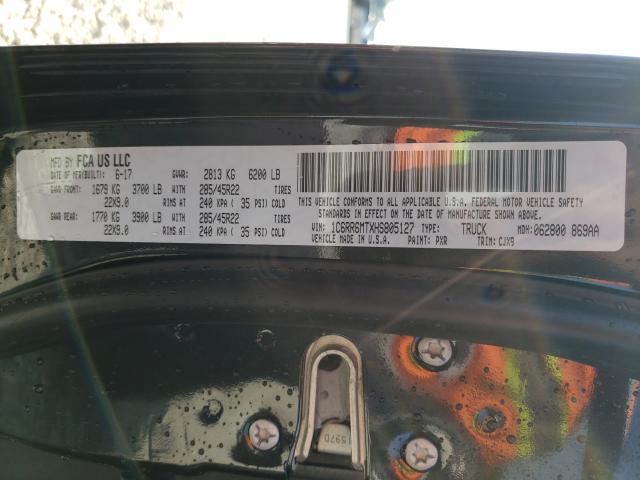 MFD BY FCA US LLC
DATE OF MFR(BUILT): 6-17 GVWR: 2813 KG 6200 LB
GAWR FRONT: 1679 KG 3700 LB WITH 285/45R22 TIRES
22X9.0 RIMS AT 240 KPA ( 35 PSI) COLD
GAWR REAR: 1770 KG 3900 LB WITH 285/45R22 TIRES
22X9.0 RIMS AT 240 KPA ( 35 PSI) COLD
THIS VEHICLE CONFORMS TO ALL APPLICABLE U.S.A. FEDERAL MOTOR VEHICLE SAFETY
STANDARDS IN EFFECT ON THE DATE OF MANUFACTURE SHOWN ABOVE.
VIN: 1C6RR6MTXHS805127 TYPE: TRUCK MDH: 062800 869AA
VEHICLE MADE IN U.S.A. PAINT: PXR TRIM: CJX9
5970